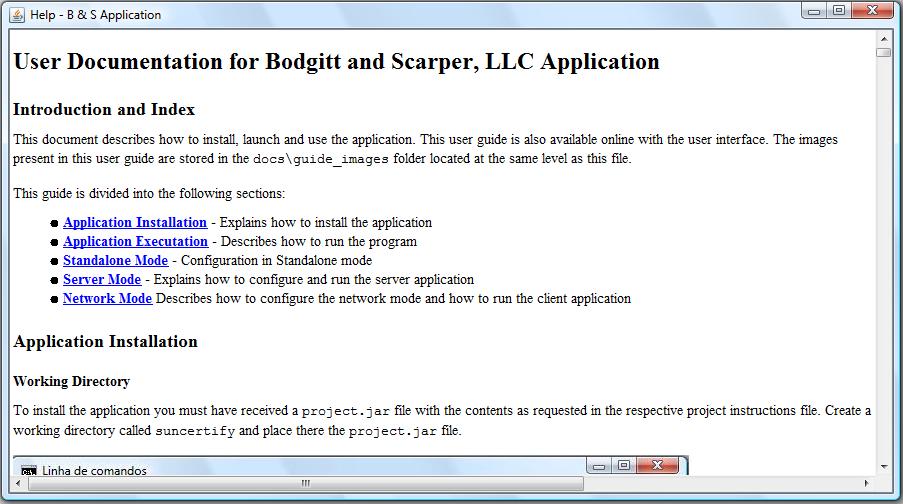 Help - B & S Application
User Documentation for Bodgitt and Scarper, LLC Application
Introduction and Index
This document describes how to install, launch and use the application. This user guide is also available online with the user interface. The images
present in this user guide are stored in the docs\guide_images folder located at the same level as this file.
This guide is divided into the following sections:
Application Installation - Explains how to install the application
Application Executation - Describes how to run the program
Standalone Mode - Configuration in Standalone mode
Server Mode - Explains how to configure and run the server application
Network Mode Describes how to configure the network mode and how to run the client application
Application Installation
Working Directory
To install the application you must have received a project.jar file with the contents as requested in the respective project instructions file. Create a
working directory called suncertify and place there the project.jar file.
Linha de comandos